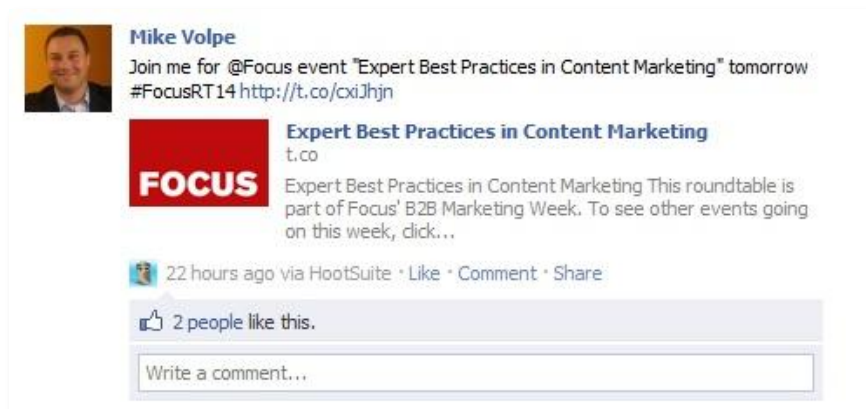 Mike Volpe
Join me for @Focus event "Expert Best Practices in Content Marketing" tomorrow
#FocusRT14 http://t.co/cxiJhjn
FOCUS
Expert Best Practices in Content Marketing
t.co
Expert Best Practices in Content Marketing This roundtable is
part of Focus' B2B Marketing Week. To see other events going
on this week, click...
22 hours ago via HootSuite · Like · Comment · Share
2 people like this.
Write a comment...